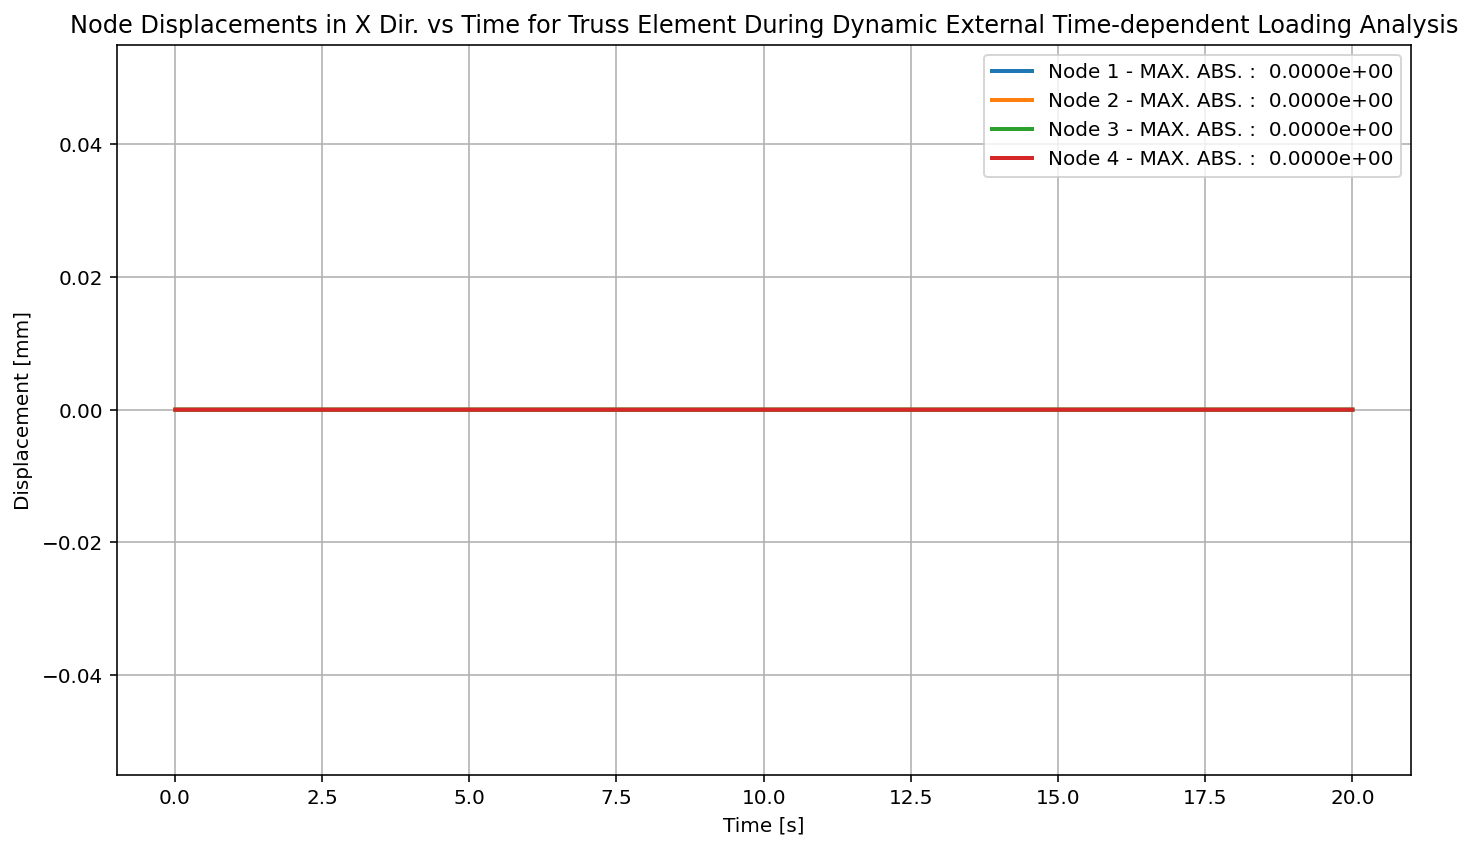 Node Displacements in X Dir. vs Time for Truss Element During Dynamic External Time-dependent Loading Analysis
Node 1 - MAX. ABS. :  0.0000e+00
Node 2 - MAX. ABS. :  0.0000e+00
Node 3 - MAX. ABS. :  0.0000e+00
Node 4 - MAX. ABS. :  0.0000e+00
0.04
0.02
0.00
−0.02
−0.04
Displacement [mm]
0.0 2.5 5.0 7.5 10.0 12.5 15.0 17.5 20.0
Time [s]